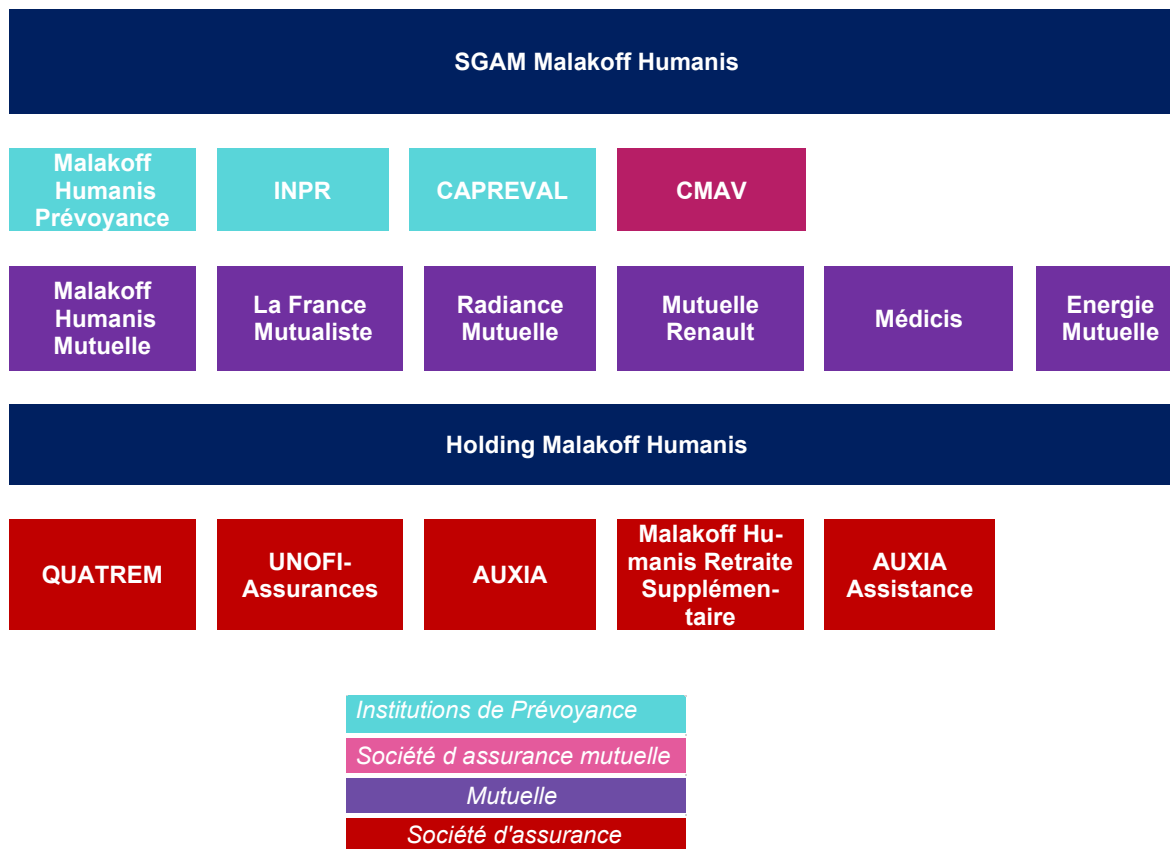 SGAM Malakoff Humanis
Malakoff
Humanis
Prévoyance
INPR
CAPREVAL
CMAV
Malakoff
Humanis
Mutuelle
La France
Mutualiste
Radiance
Mutuelle
Mutuelle
Renault
Médicis
Energie
Mutuelle
Holding Malakoff Humanis
QUATREM
UNOFI-
Assurances
AUXIA
Malakoff Hu-
manis Retraite
Supplémen-
taire
AUXIA
Assistance
Institutions de Prévoyance
Société d assurance mutuelle
Mutuelle
Société d'assurance